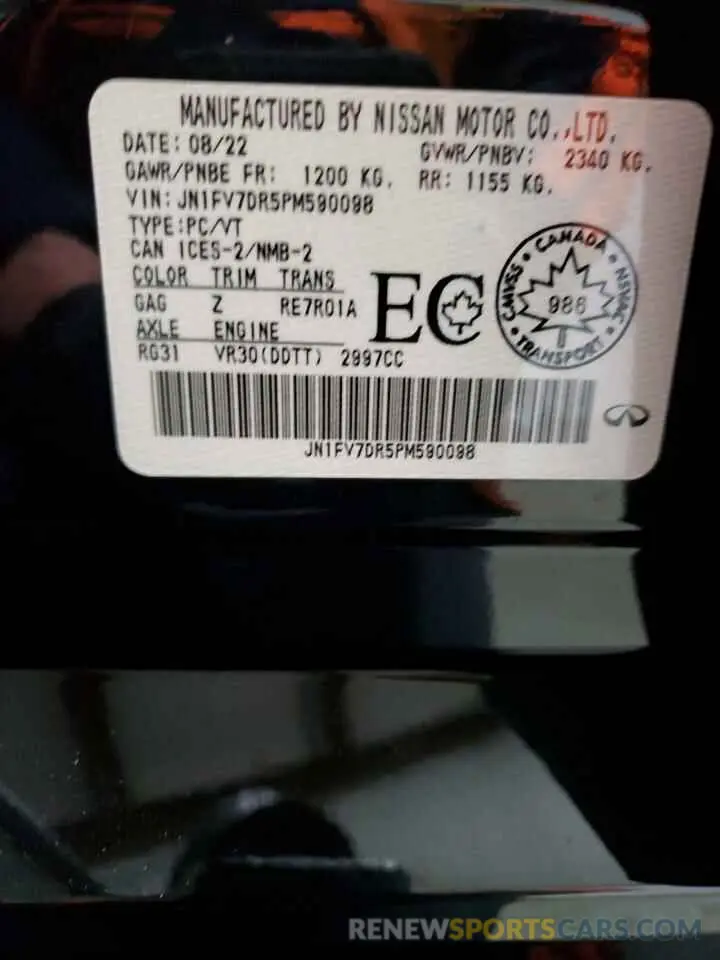 MANUFACTURED BY NISSAN MOTOR CO.,LTD.
DATE: 08/22 GVWR/PNBV: 2340 KG.
GAWR/PNBE FR: 1200 KG. RR: 1155 KG.
VIN: JN1FV7DR5PM590098
TYPE:PC/VT
CAN ICES-2/NMB-2
COLOR TRIM TRANS
GAG Z RE7R01A
AXLE ENGINE
RG31 VR30(DDTT) 2997CC
EC
CANADA
CMVSS 986 NSVAC
TRANSPORT
JN1FV7DR5PM590098
RENEWSPORTSCARS.COM